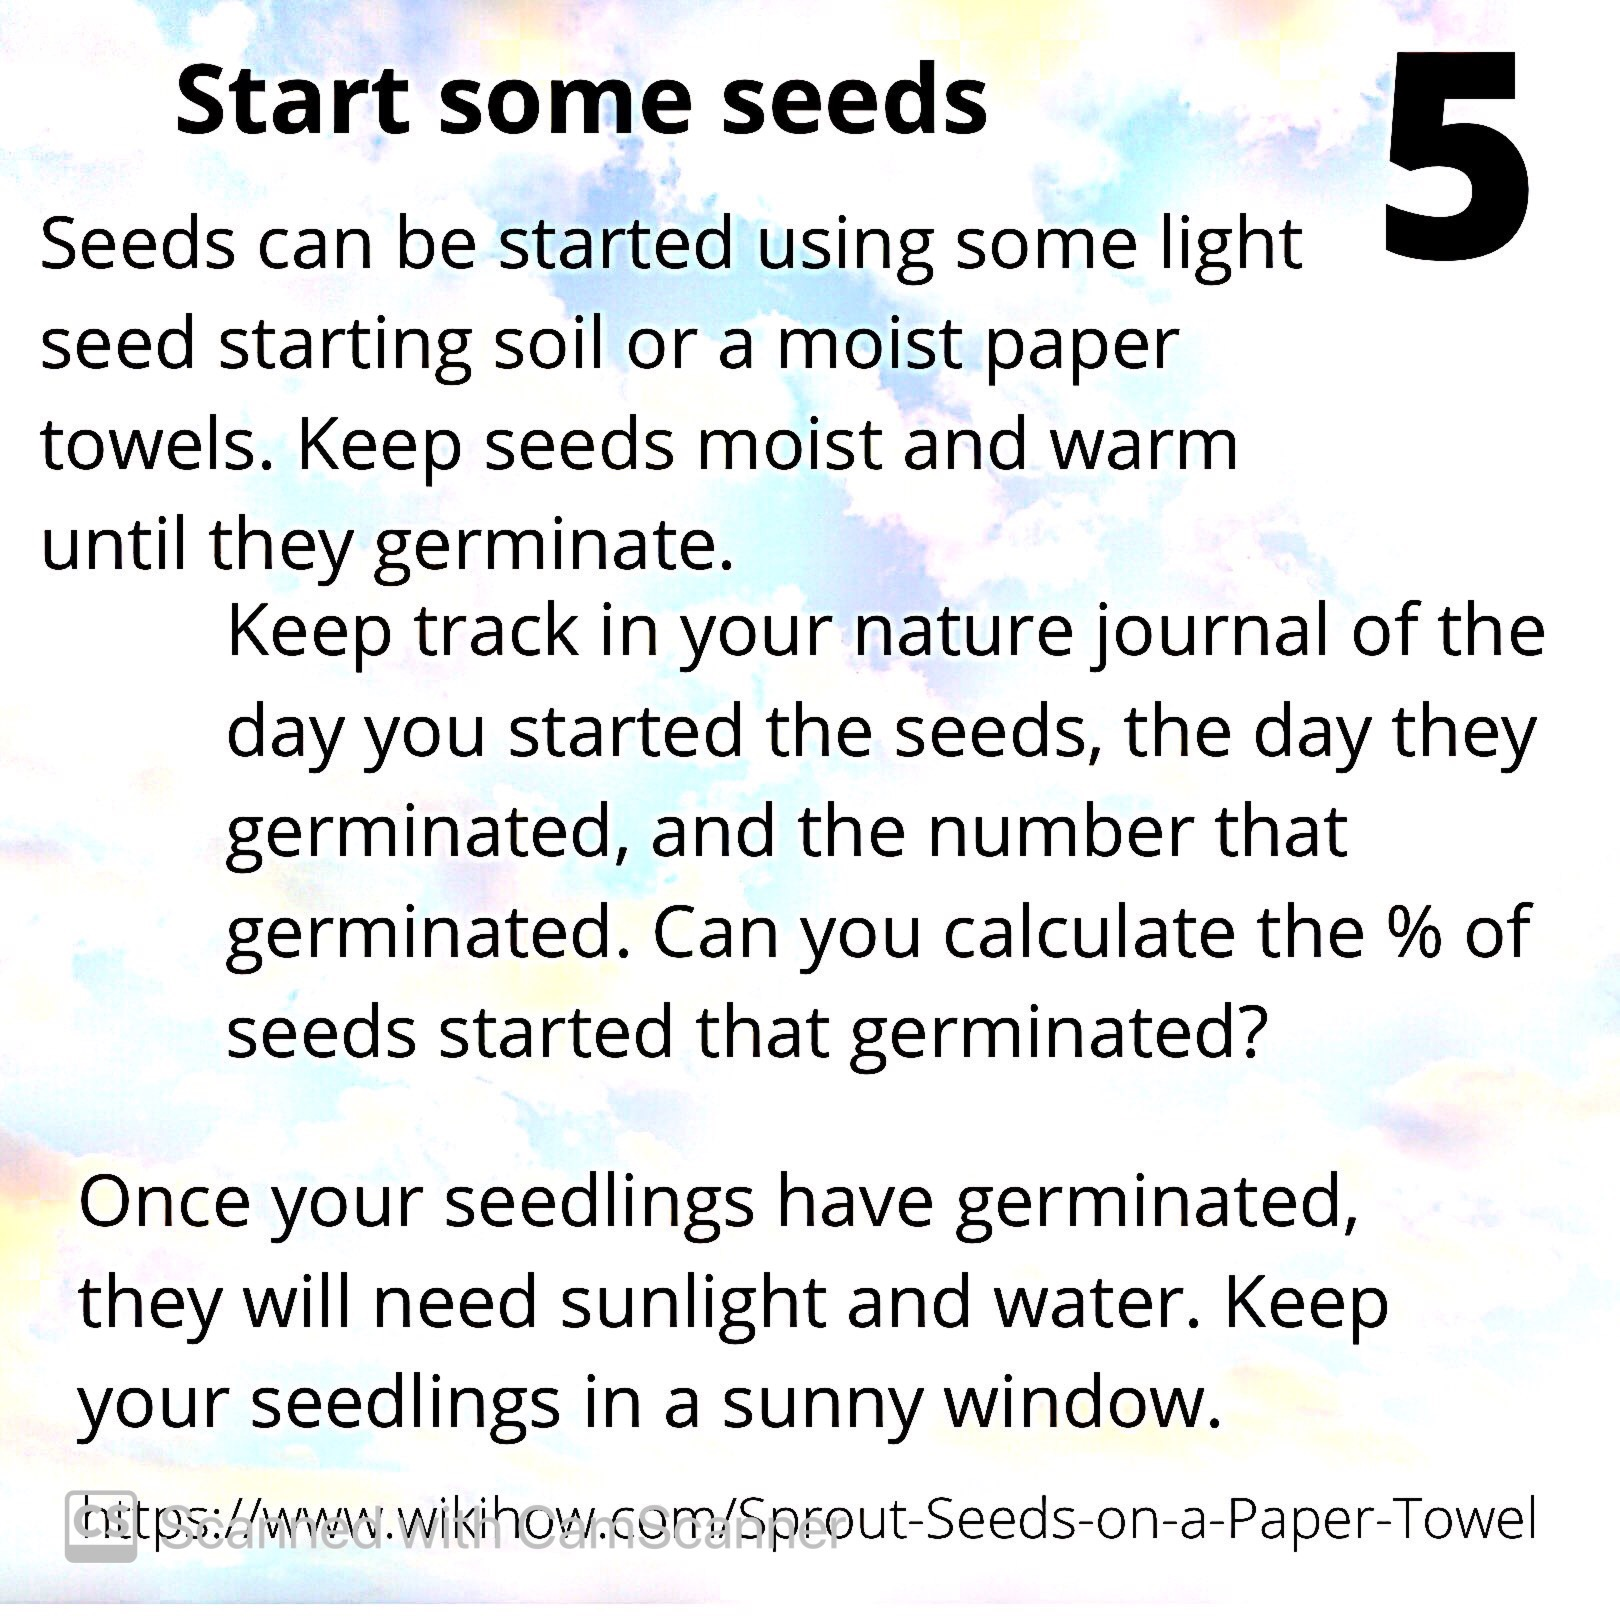 Start some seeds
5
Seeds can be started using some light
seed starting soil or a moist paper
towels. Keep seeds moist and warm
until they germinate.
Keep track in your nature journal of the
day you started the seeds, the day they
germinated, and the number that
germinated. Can you calculate the % of
seeds started that germinated?
Once your seedlings have germinated,
they will need sunlight and water. Keep
your seedlings in a sunny window.
https://www.wikihow.com/Sprout-Seeds-on-a-Paper-Towel
CS Scanned with CamScanner